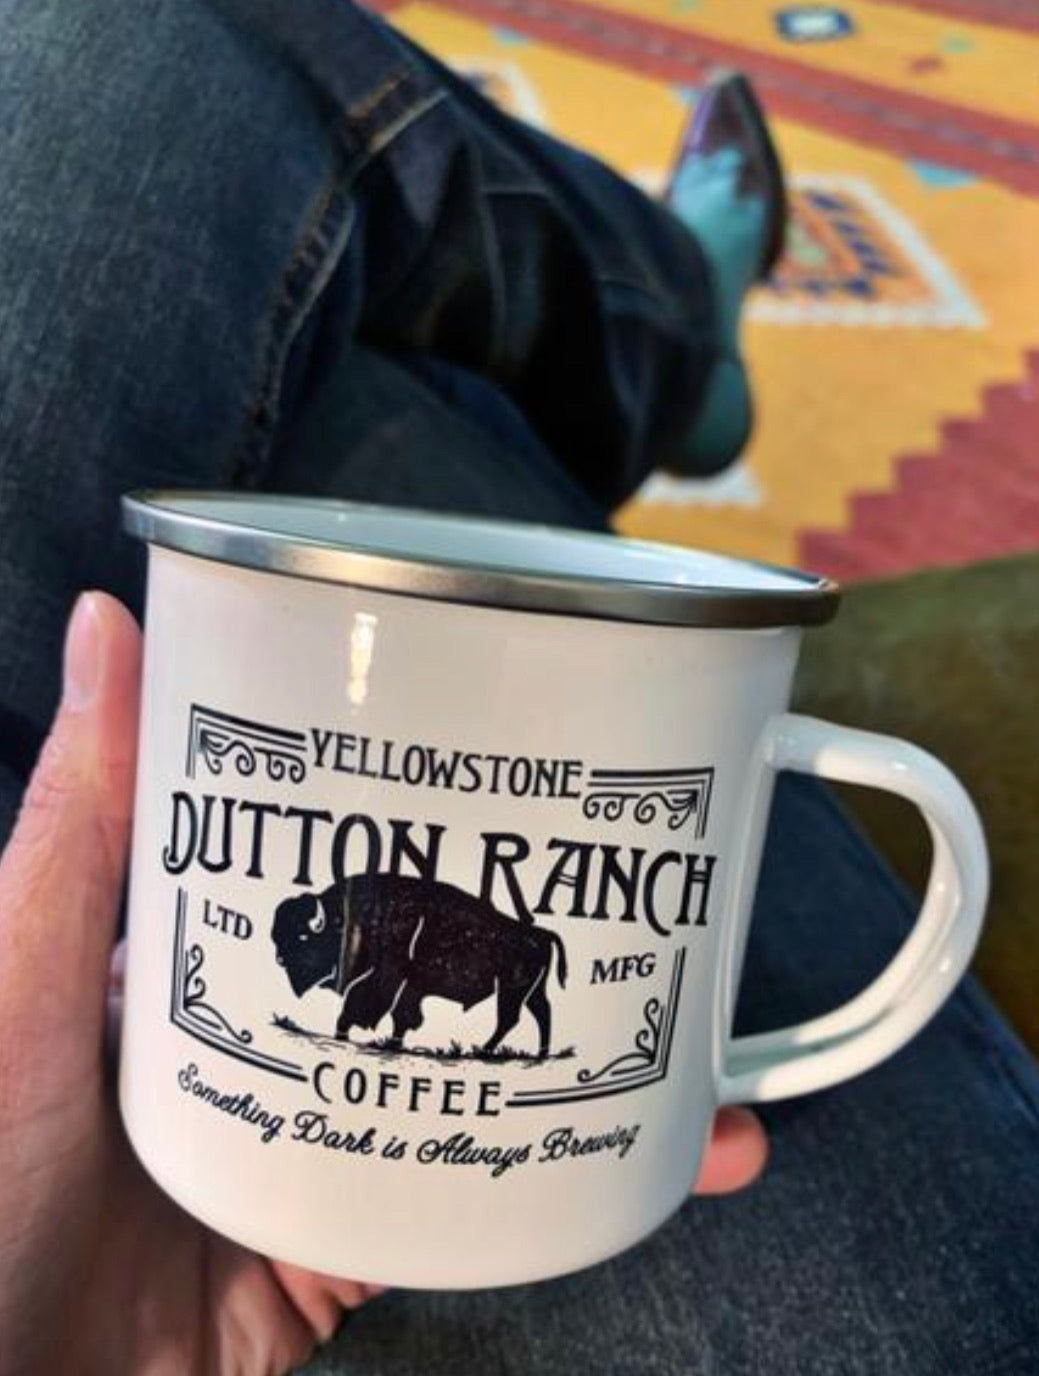 YELLOWSTONE
DUTTON RANCH
LTD
MFG
COFFEE
Something Dark is Always Brewing